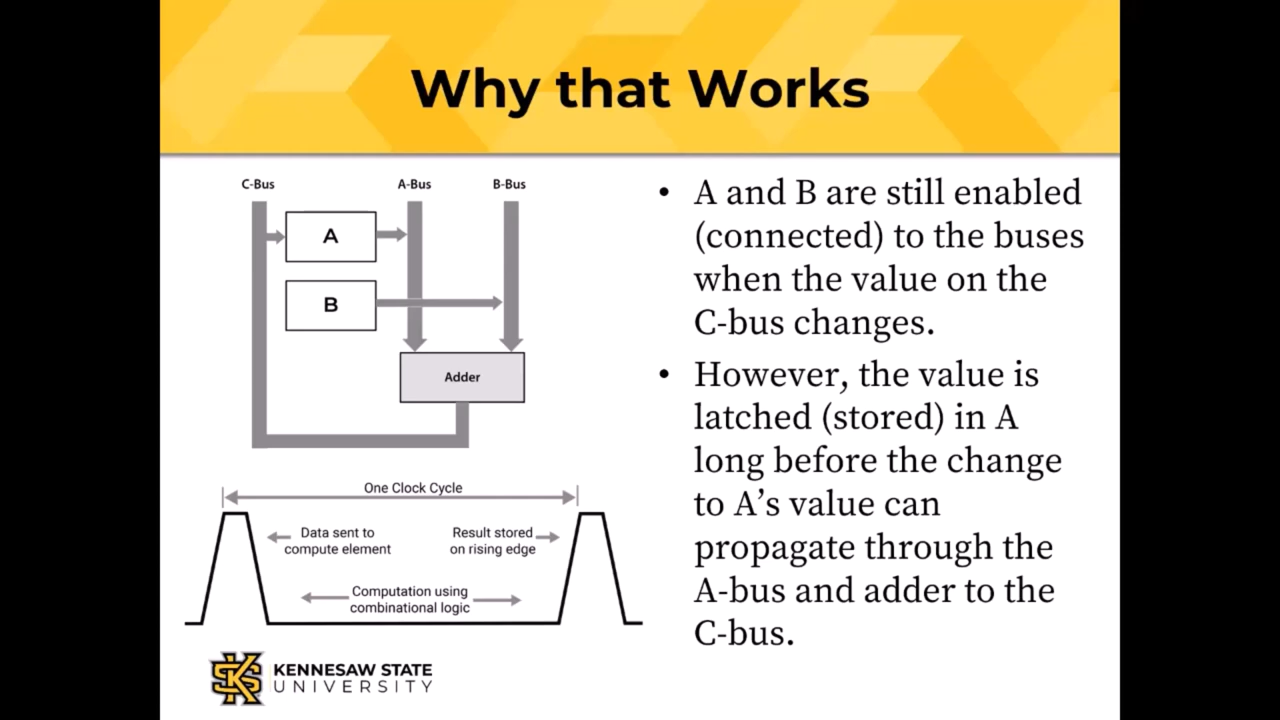 Why that Works
C-Bus
A-Bus
B-Bus
A
B
Adder
One Clock Cycle
Data sent to
compute element
Result stored
on rising edge
Computation using
combinational logic
• A and B are still enabled
(connected) to the buses
when the value on the
C-bus changes.
• However, the value is
latched (stored) in A
long before the change
to A’s value can
propagate through the
A-bus and adder to the
C-bus.
KS
KENNESAW STATE
UNIVERSITY